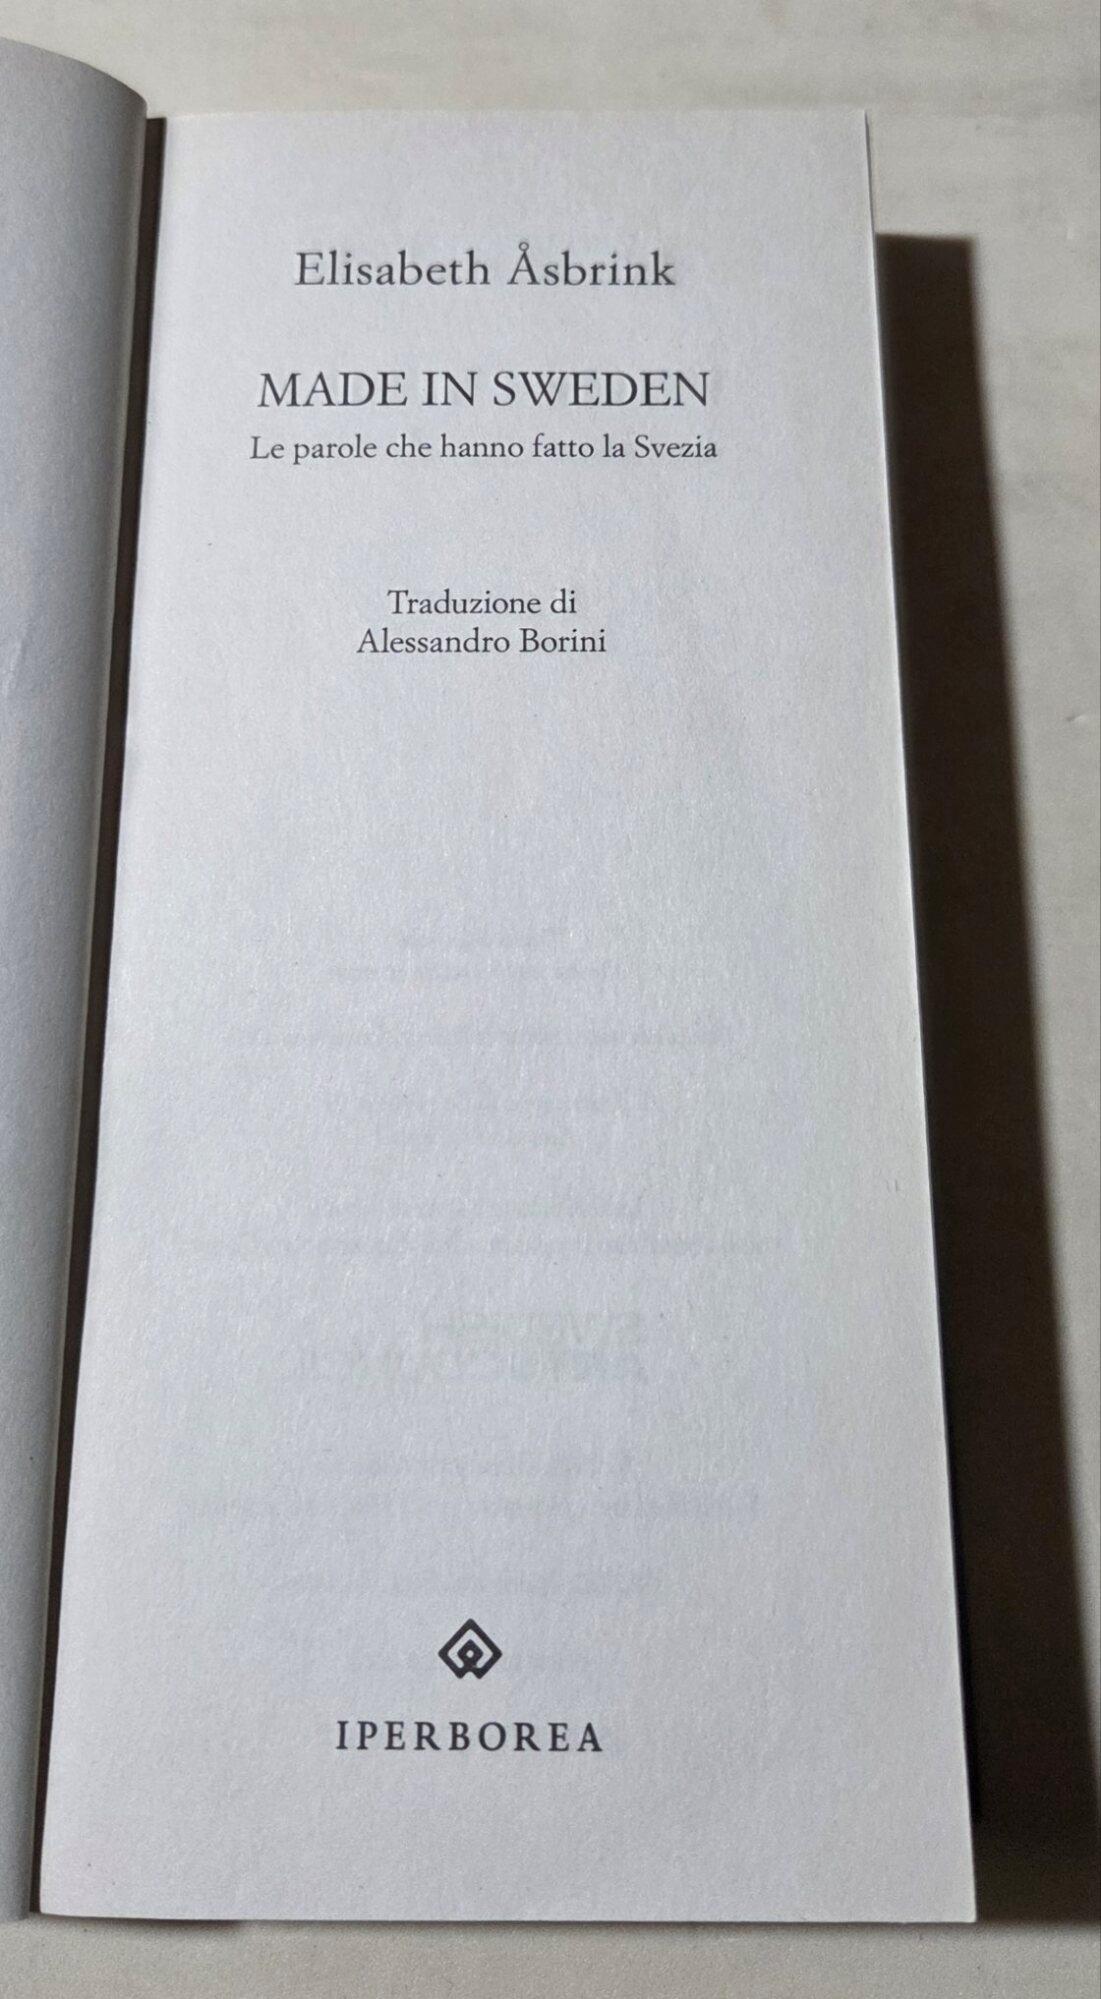 Elisabeth Åsbrink
MADE IN SWEDEN
Le parole che hanno fatto la Svezia
Traduzione di
Alessandro Borini
IPERBOREA